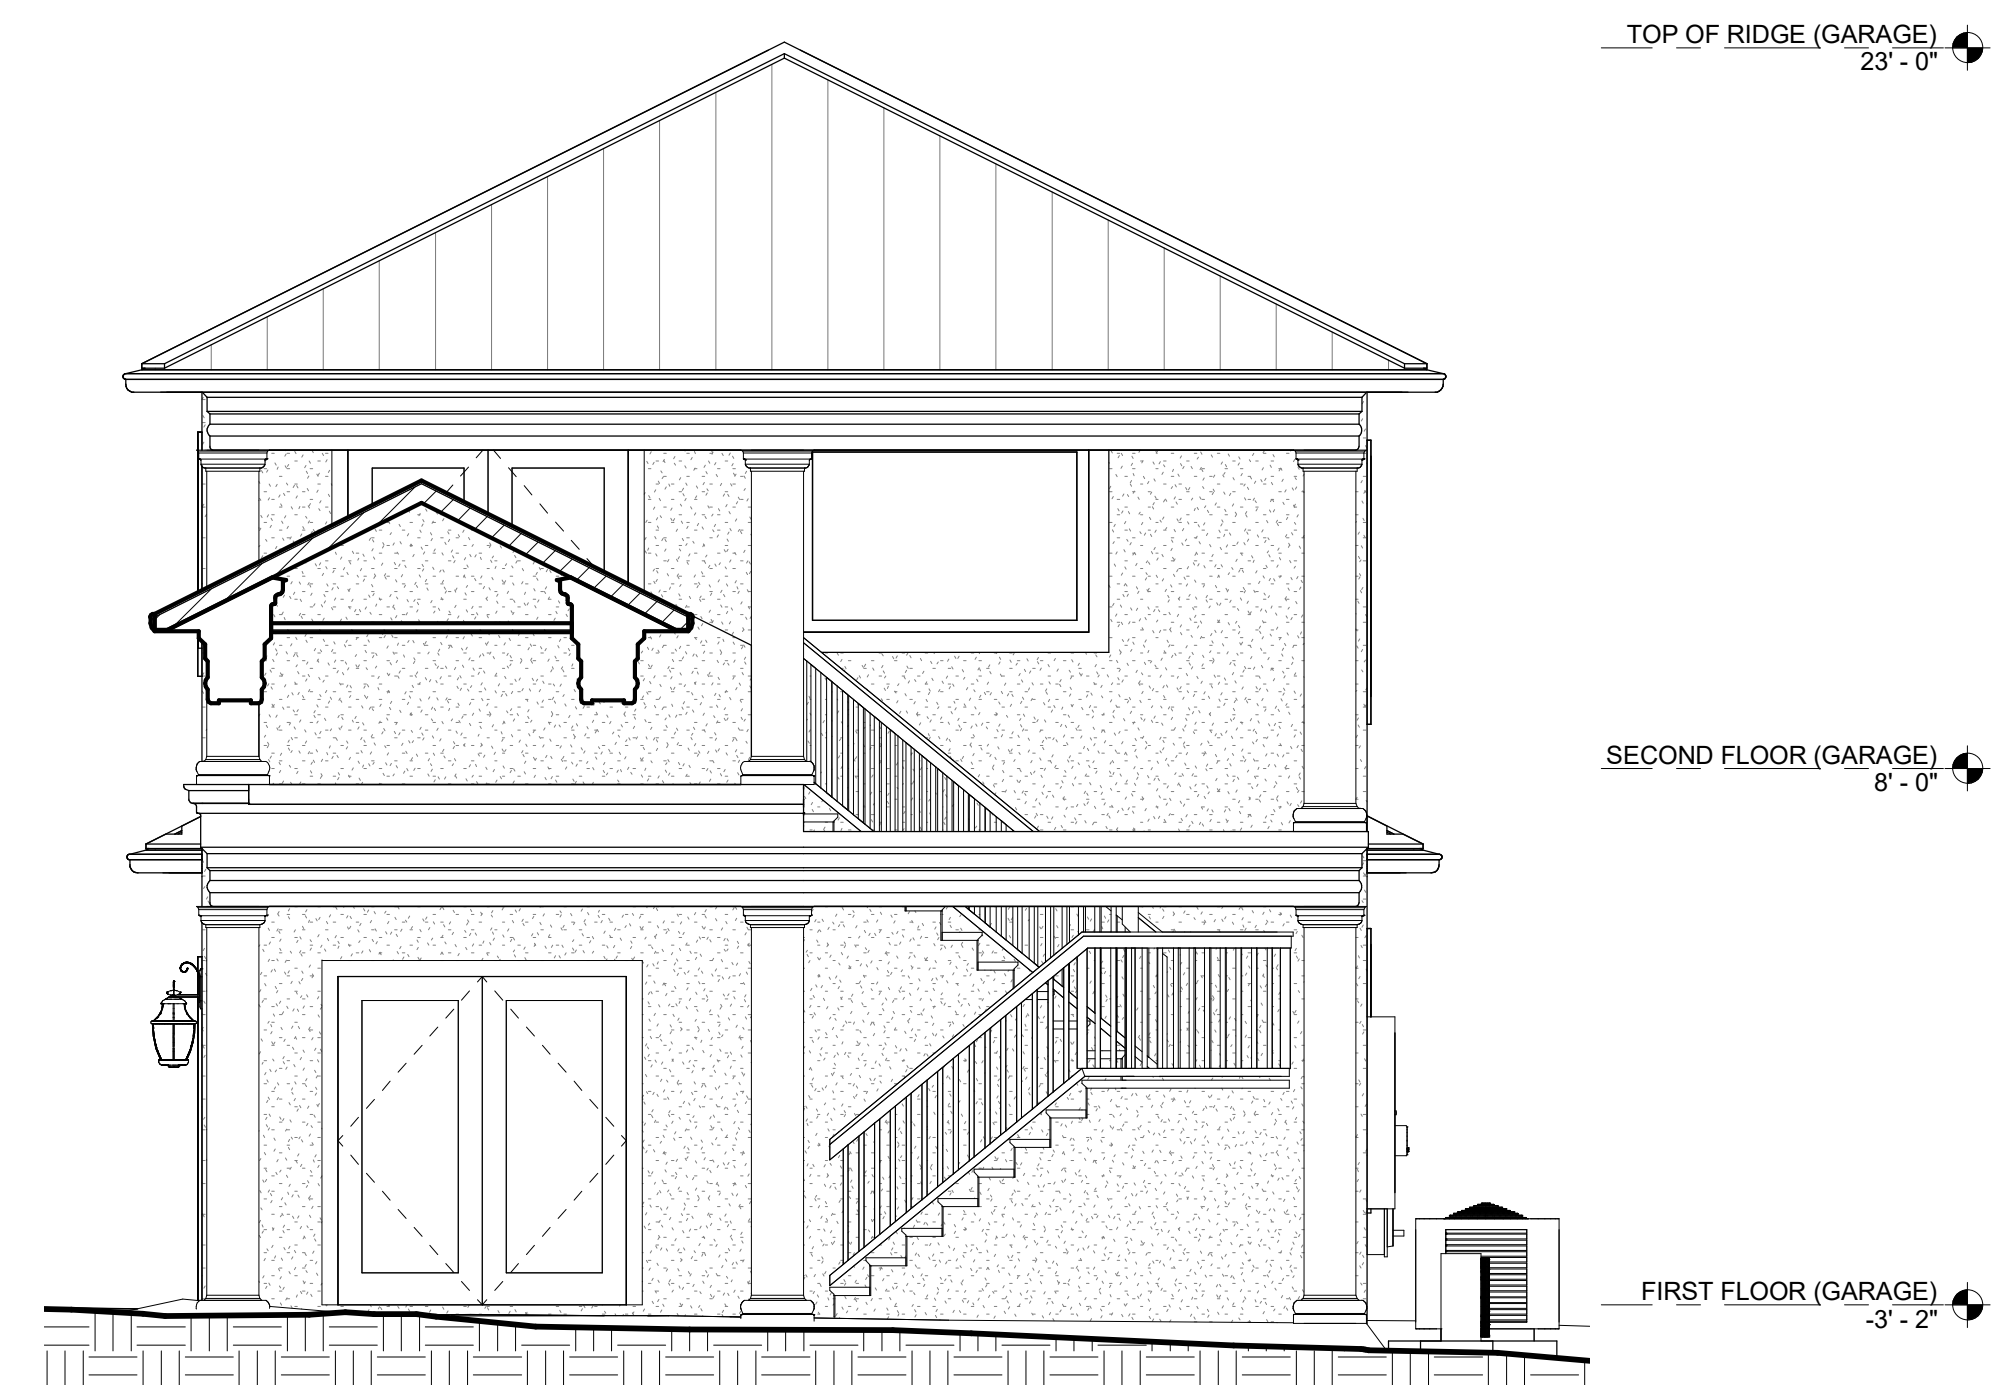 TOP OF RIDGE (GARAGE)
23' - 0"
SECOND FLOOR (GARAGE)
8' - 0"
FIRST FLOOR (GARAGE)
-3' - 2"